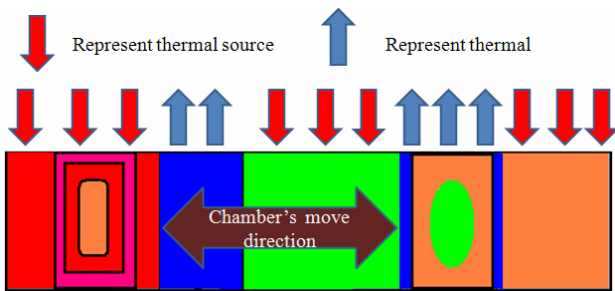 Represent thermal source
Represent thermal
Chamber's move
direction